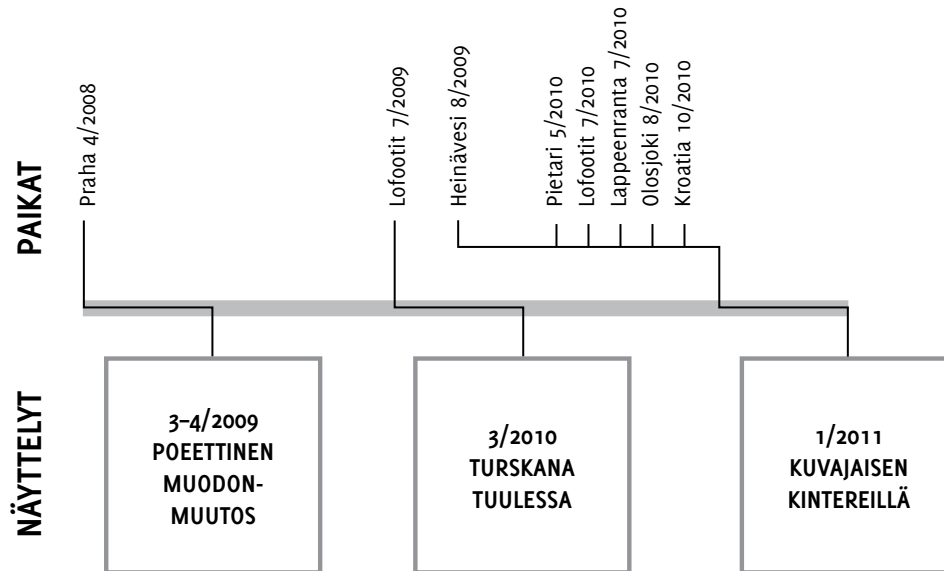 PAIKAT
Praha 4/2008
Lofootit 7/2009
Heinävesi 8/2009
Pietari 5/2010
Lofootit 7/2010
Lappeenranta 7/2010
Olosjoki 8/2010
Kroatia 10/2010
NÄYTTELYT
3–4/2009
POEETTINEN
MUODON-
MUUTOS
3/2010
TURSKANA
TUULESSA
1/2011
KUVAJAISEN
KINTEREILLÄ